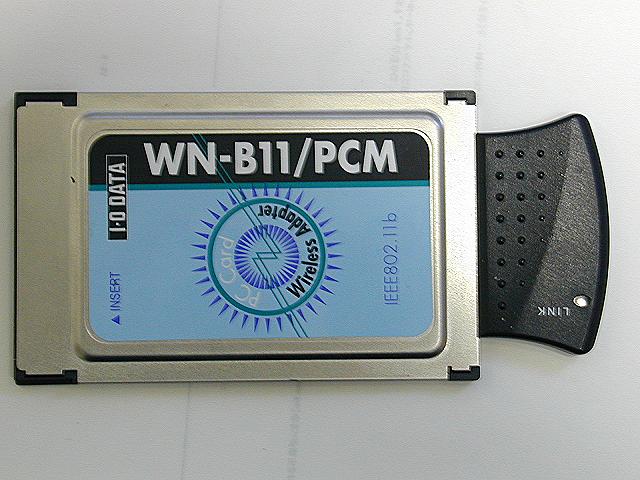 WN-B11/PCM
I-O DATA
Wireless Adapter
PC Card
IEEE802.11b
▲ INSERT
LINK